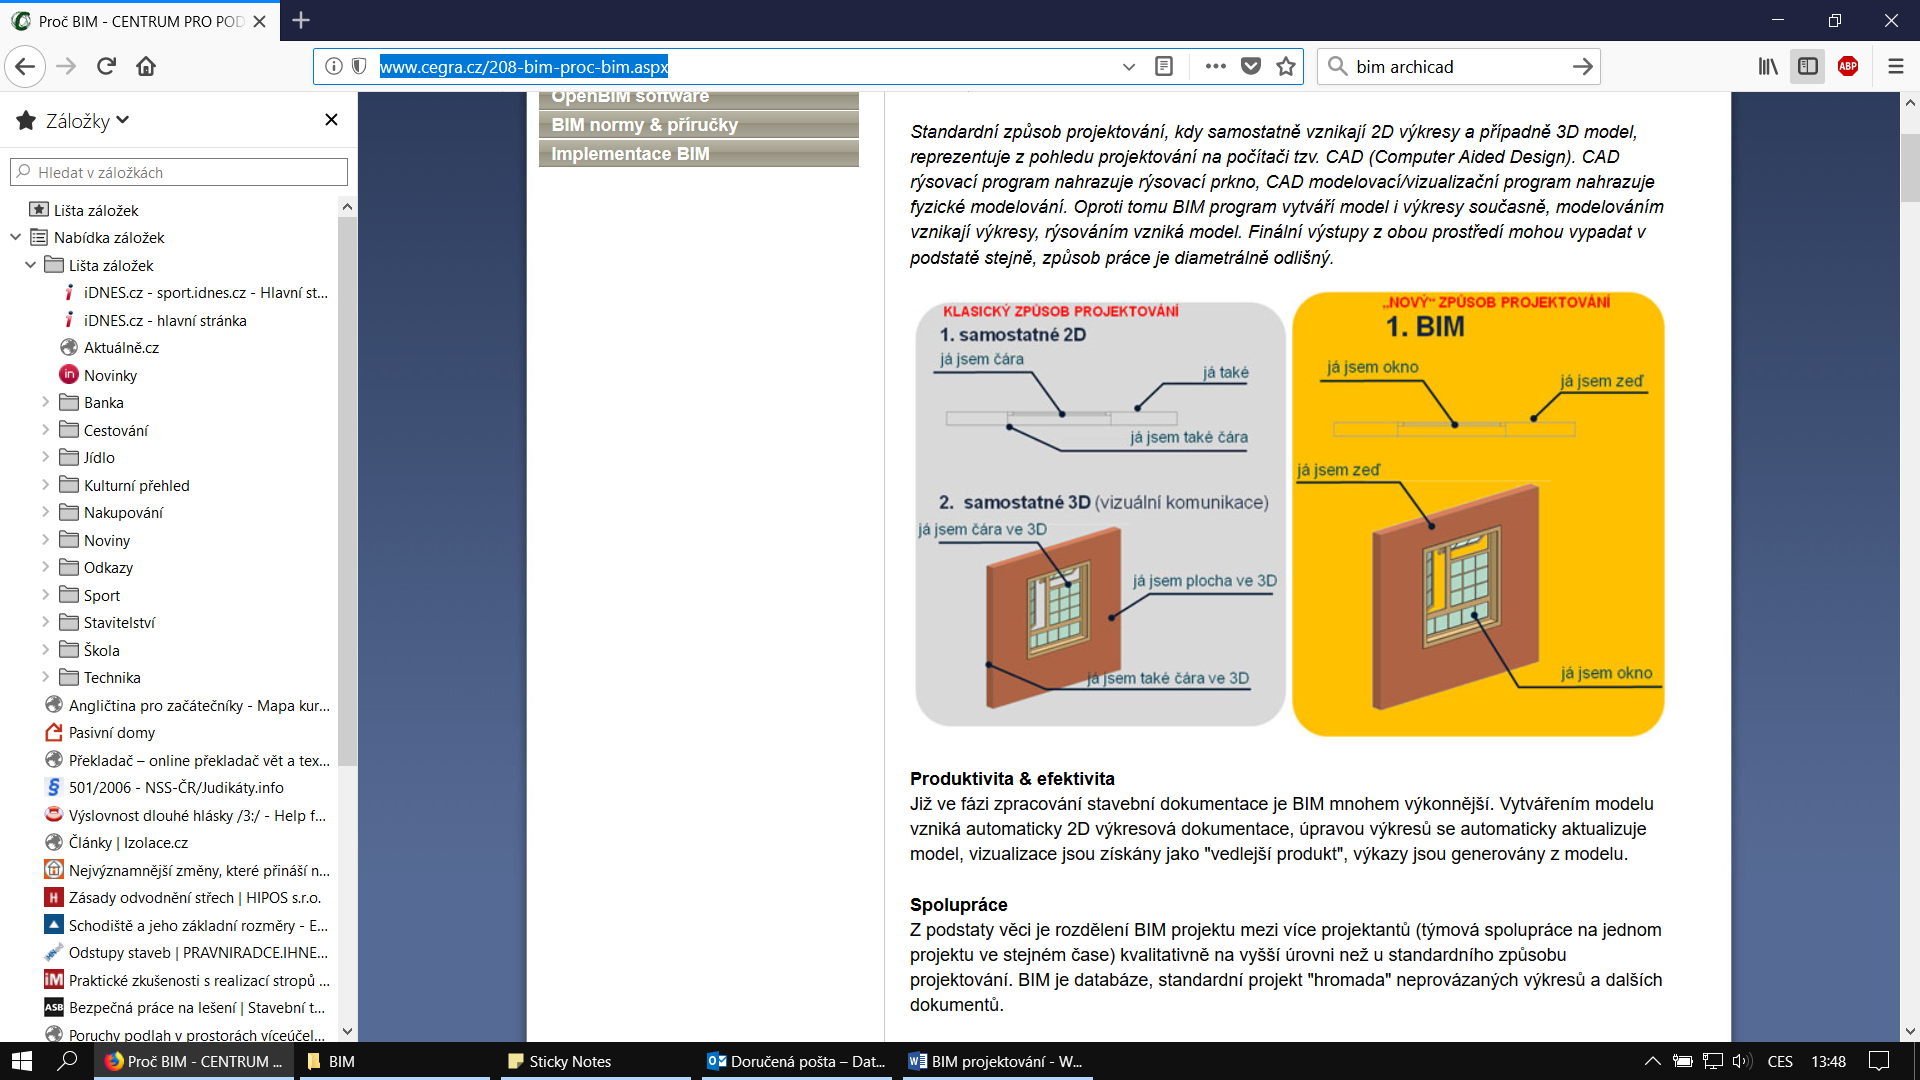 Proč BIM - CENTRUM PRO POD
www.cegra.cz/208-bim-proc-bim.aspx
bim archicad
ABP
Záložky
Hledat v záložkách
Lišta záložek
Nabídka záložek
Lišta záložek
iDNES.cz - sport.idnes.cz - Hlavní st...
iDNES.cz - hlavní stránka
Aktuálně.cz
in Novinky
Banka
Cestování
Jídlo
Kulturní přehled
Nakupování
Noviny
Odkazy
Sport
Stavitelství
Škola
Technika
Angličtina pro začátečníky - Mapa kur...
Pasivní domy
Překladač – online překladač vět a tex...
§ 501/2006 - NSS-ČR/Judikáty.info
Výslovnost dlouhé hlásky /3:/ - Help f...
Články | Izolace.cz
Nejvýznamnější změny, které přináší n...
H Zásady odvodnění střech | HIPOS s.r.o.
Schodiště a jeho základní rozměry - E...
Odstupy staveb | PRAVNIRADCE.IHNE...
iM Praktické zkušenosti s realizací stropů ...
ASB Bezpečná práce na lešení | Stavební t...
Poruchy podlah v prostorách víceúčel...
OpenBIM software
BIM normy & příručky
Implementace BIM
Standardní způsob projektování, kdy samostatně vznikají 2D výkresy a případně 3D model,
reprezentuje z pohledu projektování na počítači tzv. CAD (Computer Aided Design). CAD
rýsovací program nahrazuje rýsovací prkno, CAD modelovací/vizualizační program nahrazuje
fyzické modelování. Oproti tomu BIM program vytváří model i výkresy současně, modelováním
vznikají výkresy, rýsováním vzniká model. Finální výstupy z obou prostředí mohou vypadat v
podstatě stejně, způsob práce je diametrálně odlišný.
KLASICKÝ ZPŮSOB PROJEKTOVÁNÍ
1. samostatné 2D
já jsem čára
já také
já jsem také čára
2. samostatné 3D (vizuální komunikace)
já jsem čára ve 3D
já jsem plocha ve 3D
já jsem také čára ve 3D
„NOVÝ“ ZPŮSOB PROJEKTOVÁNÍ
1. BIM
já jsem okno
já jsem zeď
já jsem zeď
já jsem okno
Produktivita & efektivita
Již ve fázi zpracování stavební dokumentace je BIM mnohem výkonnější. Vytvářením modelu
vzniká automaticky 2D výkresová dokumentace, úpravou výkresů se automaticky aktualizuje
model, vizualizace jsou získány jako "vedlejší produkt", výkazy jsou generovány z modelu.
Spolupráce
Z podstaty věci je rozdělení BIM projektu mezi více projektantů (týmová spolupráce na jednom
projektu ve stejném čase) kvalitativně na vyšší úrovni než u standardního způsobu
projektování. BIM je databáze, standardní projekt "hromada" neprovázaných výkresů a dalších
dokumentů.
Proč BIM - CENTRUM ...
BIM
Sticky Notes
Doručená pošta – Dat...
BIM projektování - W...
CES
13:48